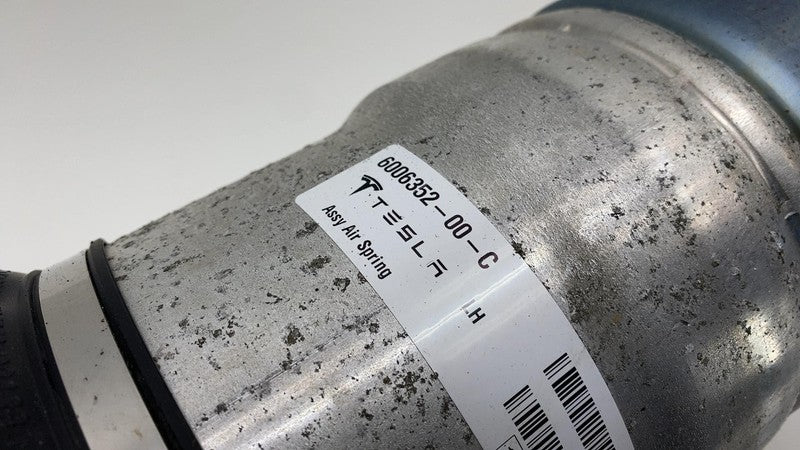 6006352-00-C
TESLA
Assy Air Spring LH